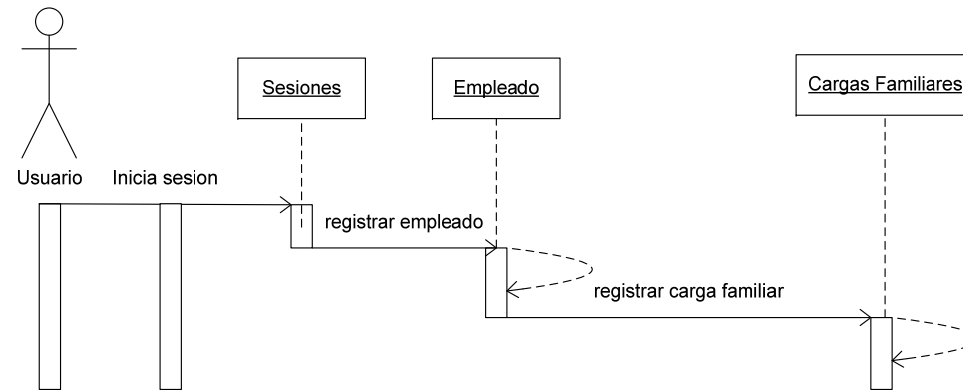 Sesiones
Empleado
Cargas Familiares
Usuario
Inicia sesion
registrar empleado
registrar carga familiar